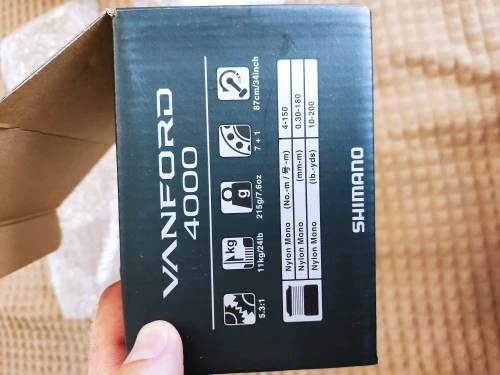 VANFORD
4000
5.3:1
11kg/24lb
215g/7.6oz
7 + 1
87cm/34inch
kg
g
Nylon Mono (No.-m / 号-m) 4-150
Nylon Mono (mm-m) 0.30-180
Nylon Mono (lb.-yds) 10-200
SHIMANO